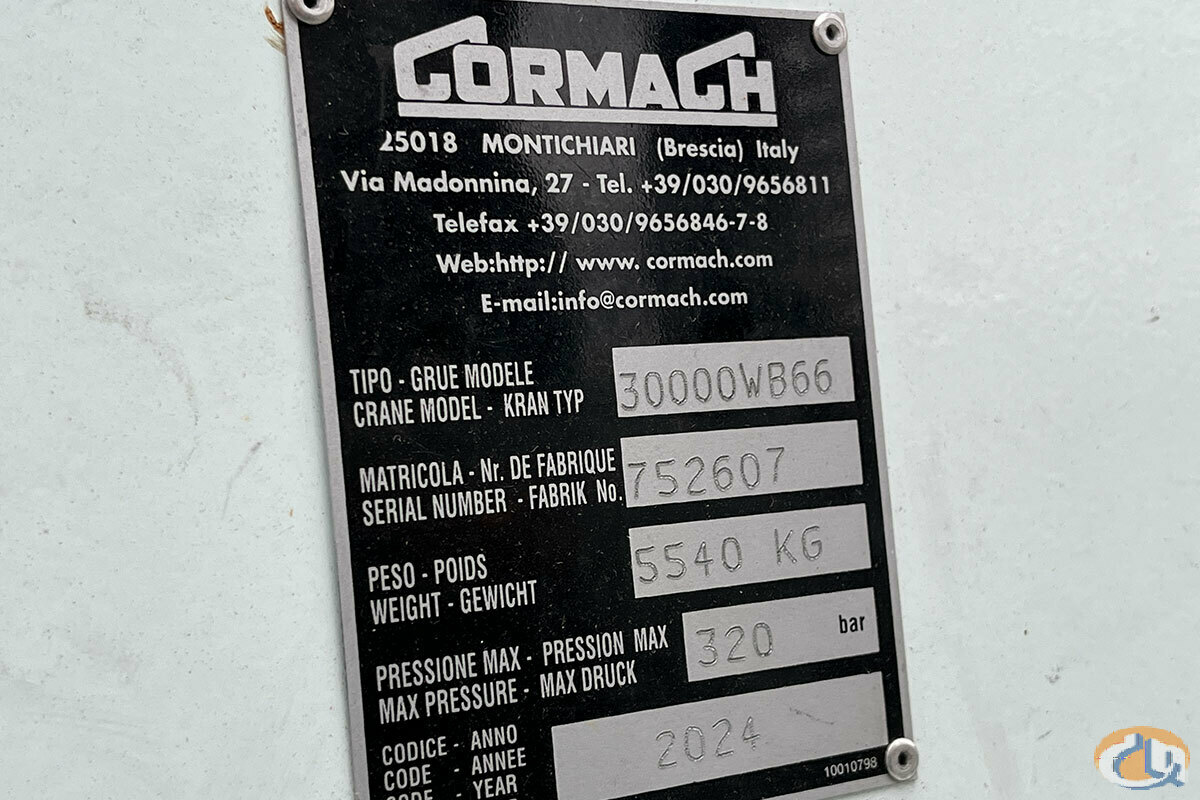 CORMACH
25018 MONTICHIARI (Brescia) Italy
Via Madonnina, 27 - Tel. +39/030/9656811
Telefax +39/030/9656846-7-8
Web:http:// www. cormach.com
E-mail:info@cormach.com
TIPO - GRUE MODELE
CRANE MODEL - KRAN TYP
30000WB66
MATRICOLA - Nr. DE FABRIQUE
SERIAL NUMBER - FABRIK No.
752607
PESO - POIDS
WEIGHT - GEWICHT
5540 KG
PRESSIONE MAX - PRESSION MAX
MAX PRESSURE - MAX DRUCK
320 bar
CODICE - ANNO
CODE - ANNEE
CODE - YEAR
2024
10010798